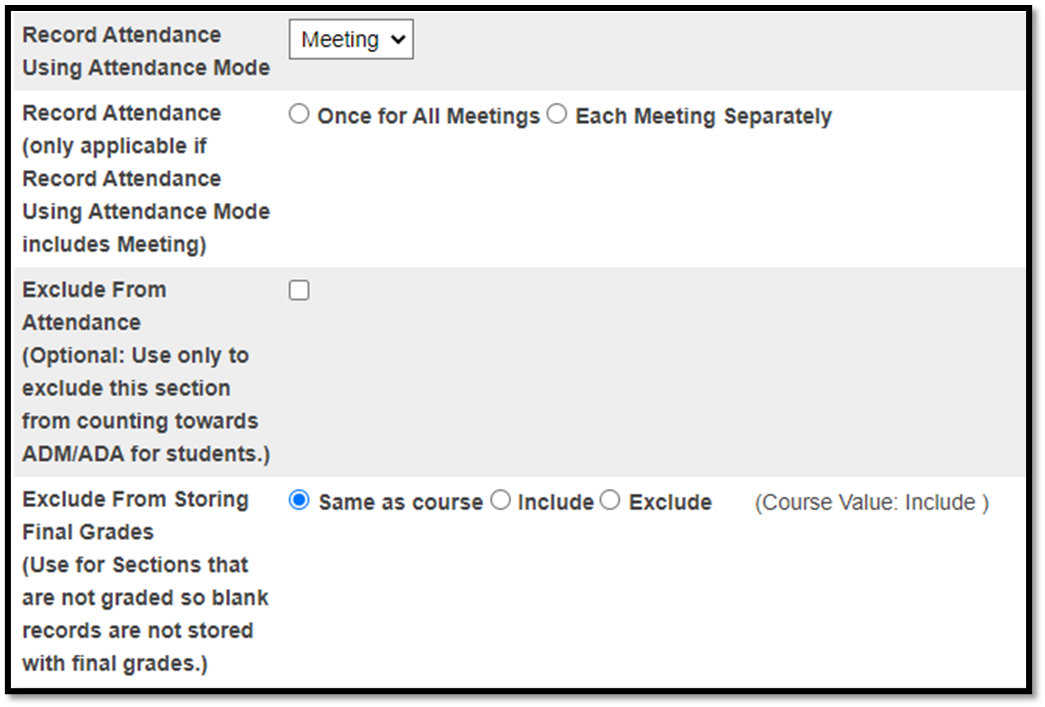 Record Attendance
Using Attendance Mode
Meeting
Record Attendance
(only applicable if
Record Attendance
Using Attendance Mode
includes Meeting)
Once for All Meetings Each Meeting Separately
Exclude From
Attendance
(Optional: Use only to
exclude this section
from counting towards
ADM/ADA for students.)
Exclude From Storing
Final Grades
(Use for Sections that
are not graded so blank
records are not stored
with final grades.)
Same as course Include Exclude (Course Value: Include )